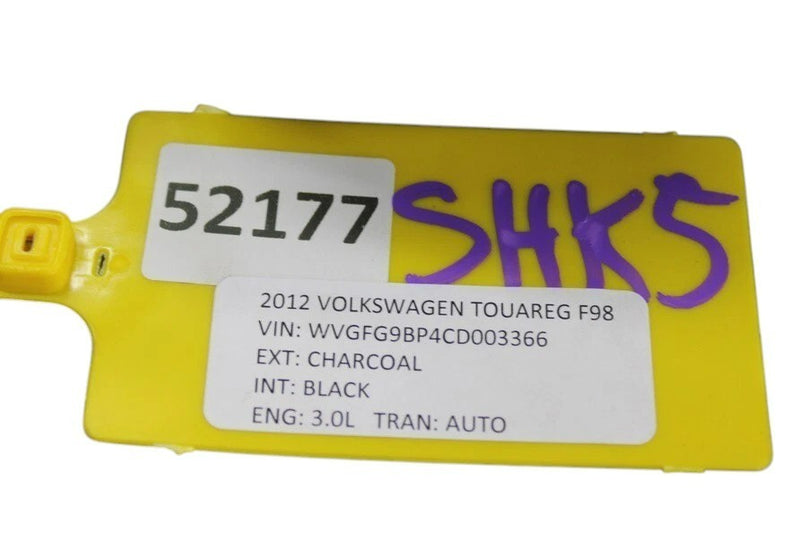 52177
SHK5
2012 VOLKSWAGEN TOUAREG F98
VIN: WVGFG9BP4CD003366
EXT: CHARCOAL
INT: BLACK
ENG: 3.0L TRAN: AUTO